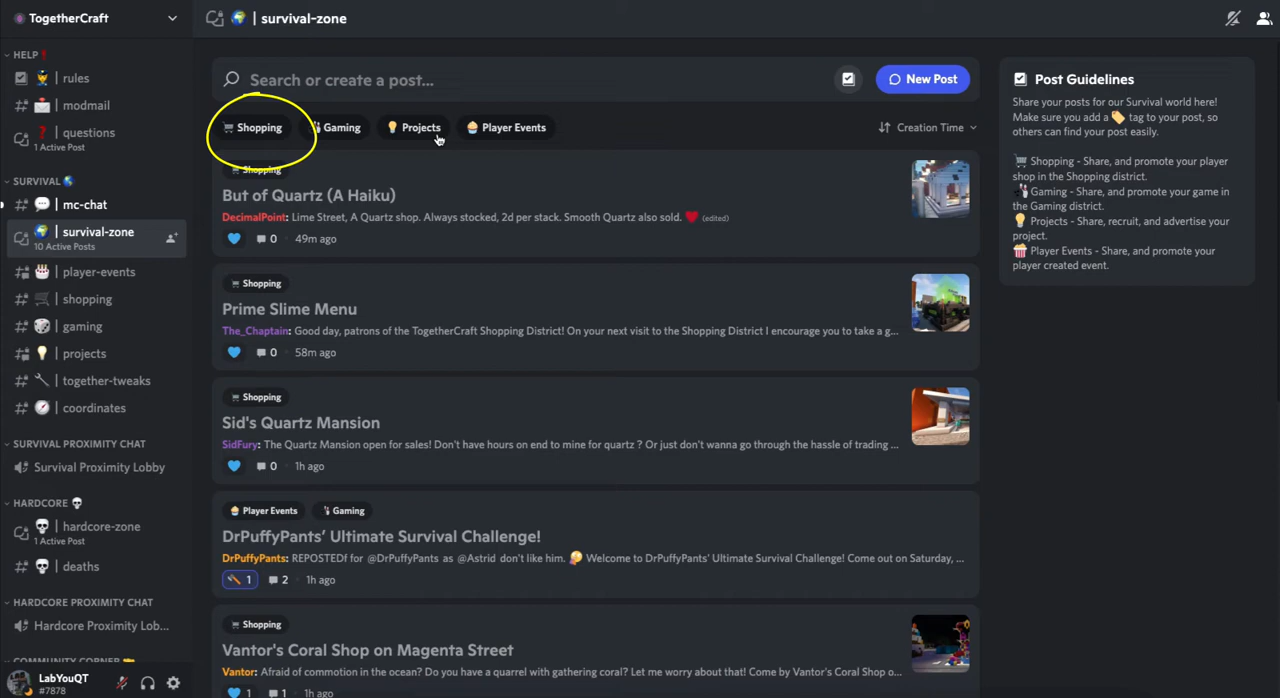 TogetherCraft
HELP
| rules
| modmail
| questions
1 Active Post
SURVIVAL
| mc-chat
| survival-zone
10 Active Posts
| player-events
| shopping
| gaming
| projects
| together-tweaks
| coordinates
SURVIVAL PROXIMITY CHAT
Survival Proximity Lobby
HARDCORE
| hardcore-zone
1 Active Post
| deaths
HARDCORE PROXIMITY CHAT
Hardcore Proximity Lob...
COMMUNITY CORNER
LabYouQT
#7878
| survival-zone
Search or create a post...
New Post
Shopping
Gaming
Projects
Player Events
Creation Time
Shopping
But of Quartz (A Haiku)
DecimalPoint: Lime Street, A Quartz shop. Always stocked, 2d per stack. Smooth Quartz also sold. ❤️ (edited)
0 · 49m ago
Shopping
Prime Slime Menu
The_Chaptain: Good day, patrons of the TogetherCraft Shopping District! On your next visit to the Shopping District I encourage you to take a g...
0 · 58m ago
Shopping
Sid's Quartz Mansion
SidFury: The Quartz Mansion open for sales! Don't have hours on end to mine for quartz ? Or just don't wanna go through the hassle of trading ...
0 · 1h ago
Player Events Gaming
DrPuffyPants’ Ultimate Survival Challenge!
DrPuffyPants: REPOSTEDf for @DrPuffyPants as @Astrid don't like him. Welcome to DrPuffyPants’ Ultimate Survival Challenge! Come out on Saturday, ...
1 2 · 1h ago
Shopping
Vantor's Coral Shop on Magenta Street
Vantor: Afraid of commotion in the ocean? Do you have a quarrel with gathering coral? Let me worry about that! Come by Vantor's Coral Shop o...
1 1 · 1h ago
Post Guidelines
Share your posts for our Survival world here!
Make sure you add a tag to your post, so
others can find your post easily.
Shopping - Share, and promote your player
shop in the Shopping district.
Gaming - Share, and promote your game in
the Gaming district.
Projects - Share, recruit, and advertise your
project.
Player Events - Share, and promote your
player created event.